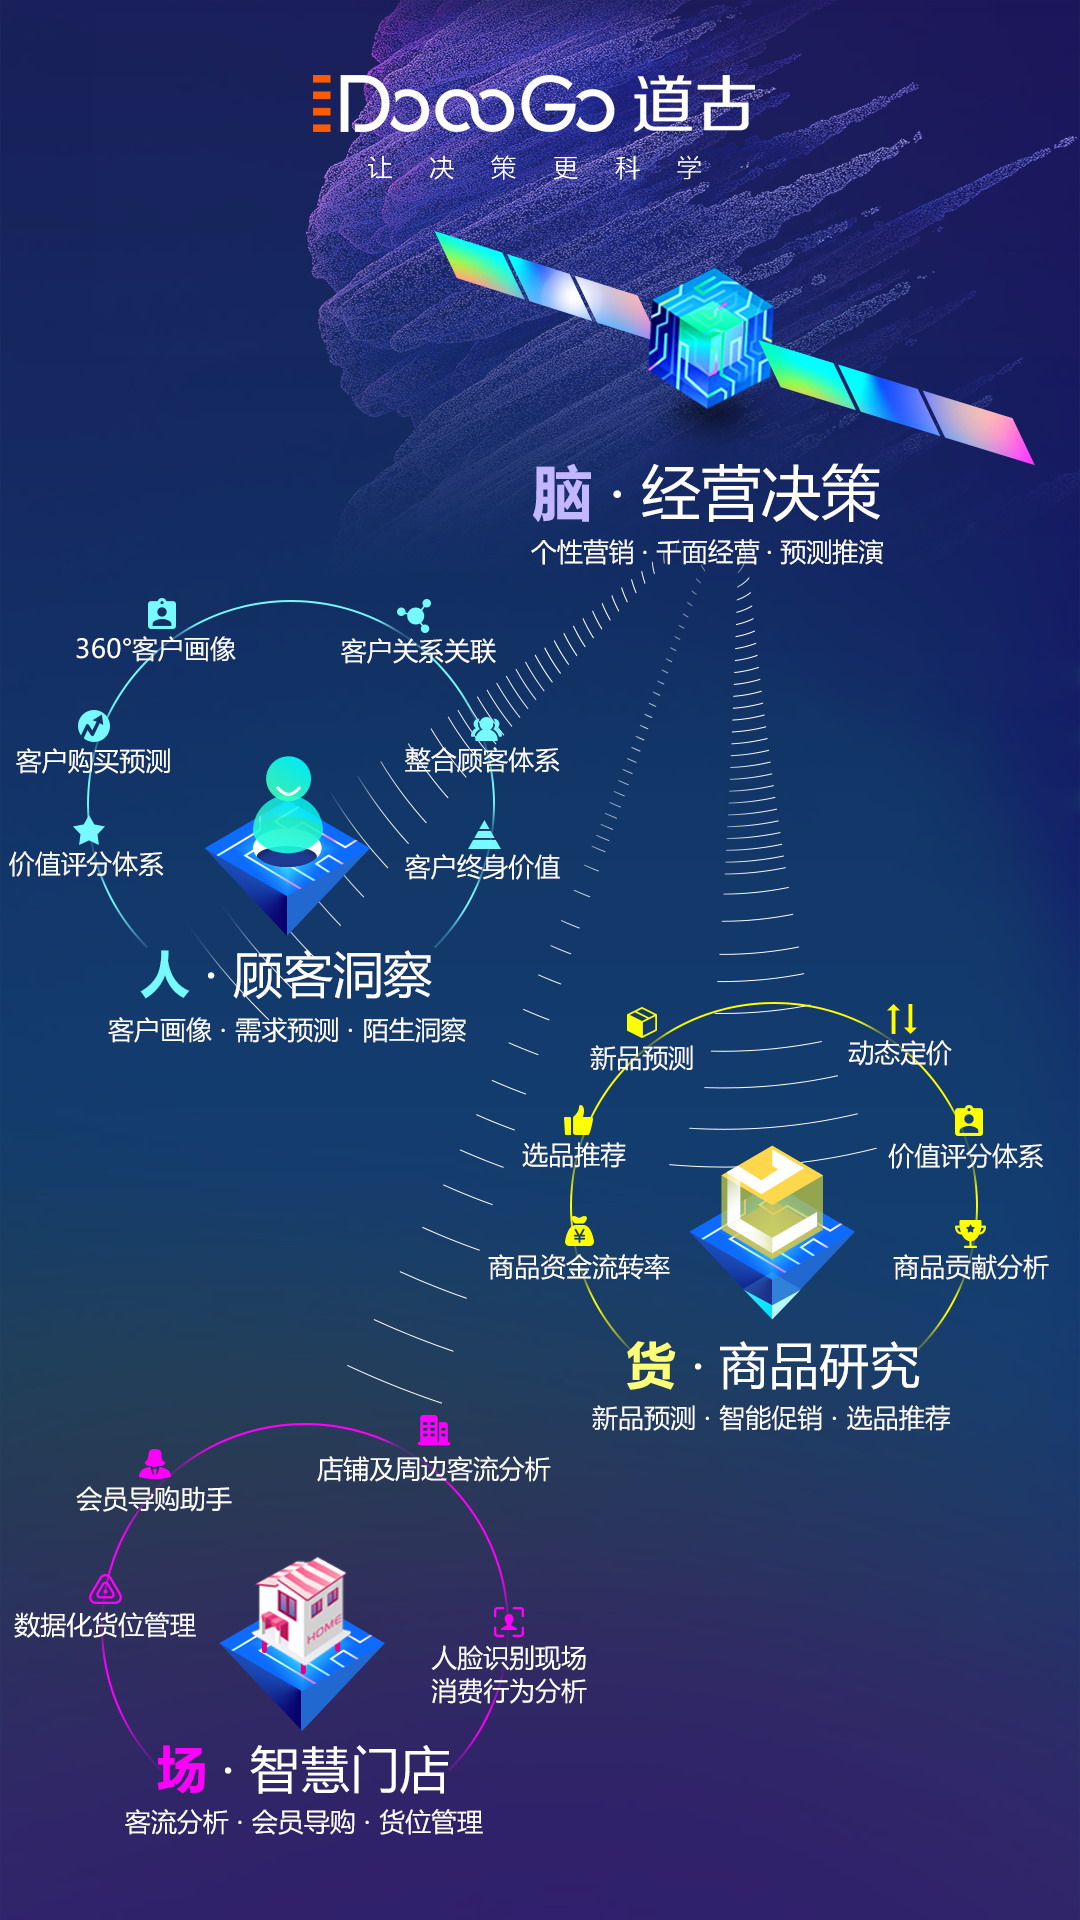 DoooGo 道古
让决策更科学
脑·经营决策
个性营销·千面经营·预测推演
360°客户画像
客户关系关联
客户购买预测
整合顾客体系
价值评分体系
客户终身价值
人·顾客洞察
客户画像·需求预测·陌生洞察
新品预测
动态定价
选品推荐
价值评分体系
¥
商品资金流转率
商品贡献分析
货·商品研究
新品预测·智能促销·选品推荐
店铺及周边客流分析
会员导购助手
HOME
数据化货位管理
人脸识别现场
消费行为分析
场·智慧门店
客流分析·会员导购·货位管理